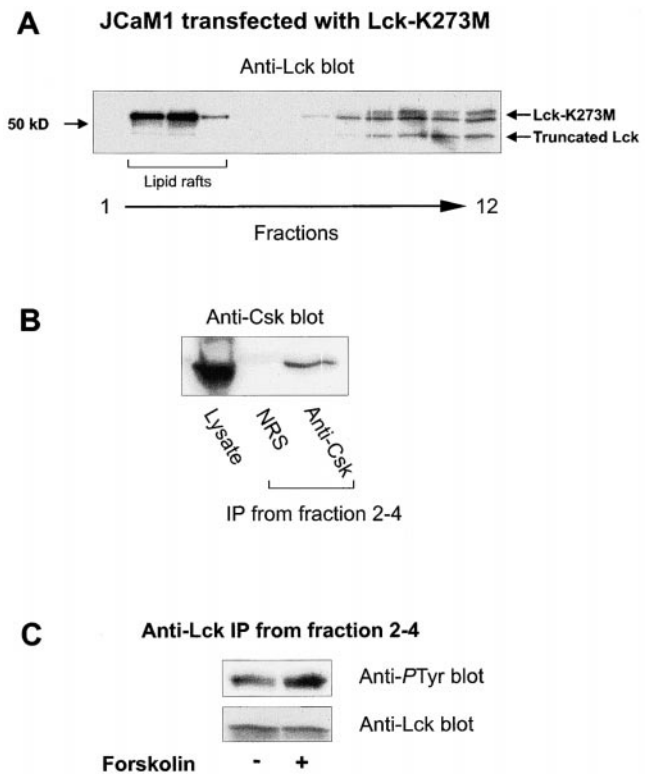 A
JCaM1 transfected with Lck-K273M
Anti-Lck blot
50 kD
Lck-K273M
Truncated Lck
Lipid rafts
1
12
Fractions
B
Anti-Csk blot
Lysate
NRS
Anti-Csk
IP from fraction 2-4
C
Anti-Lck IP from fraction 2-4
Anti-PTyr blot
Anti-Lck blot
Forskolin - +